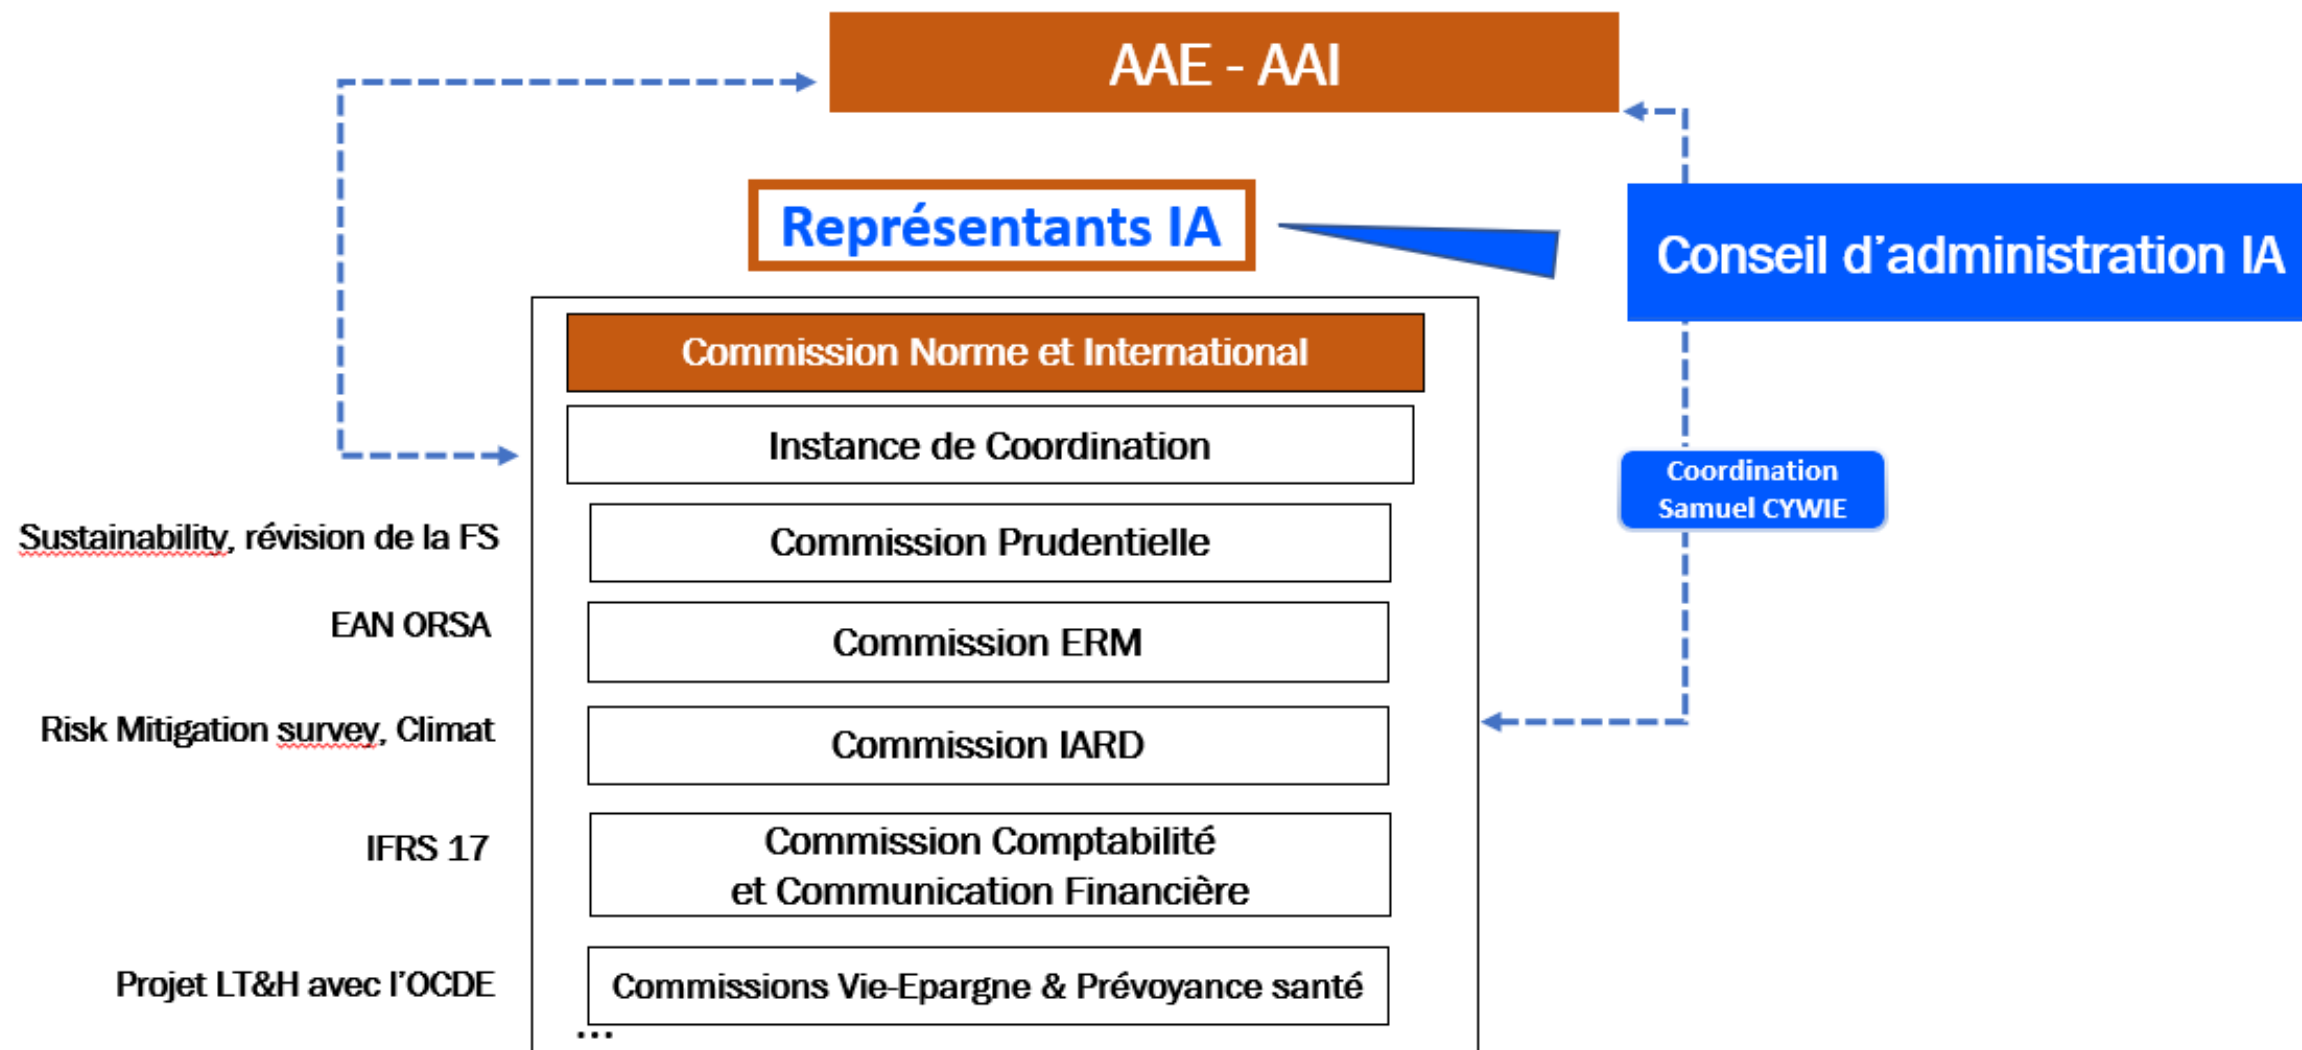 AAE - AAI
Représentants IA
Conseil d'administration IA
Commission Norme et International
Instance de Coordination
Coordination
Samuel CYWIE
Sustainability, révision de la FS
Commission Prudentielle
EAN ORSA
Commission ERM
Risk Mitigation survey, Climat
Commission IARD
IFRS 17
Commission Comptabilité
et Communication Financière
Projet LT&H avec l'OCDE
Commissions Vie-Epargne & Prévoyance santé
...